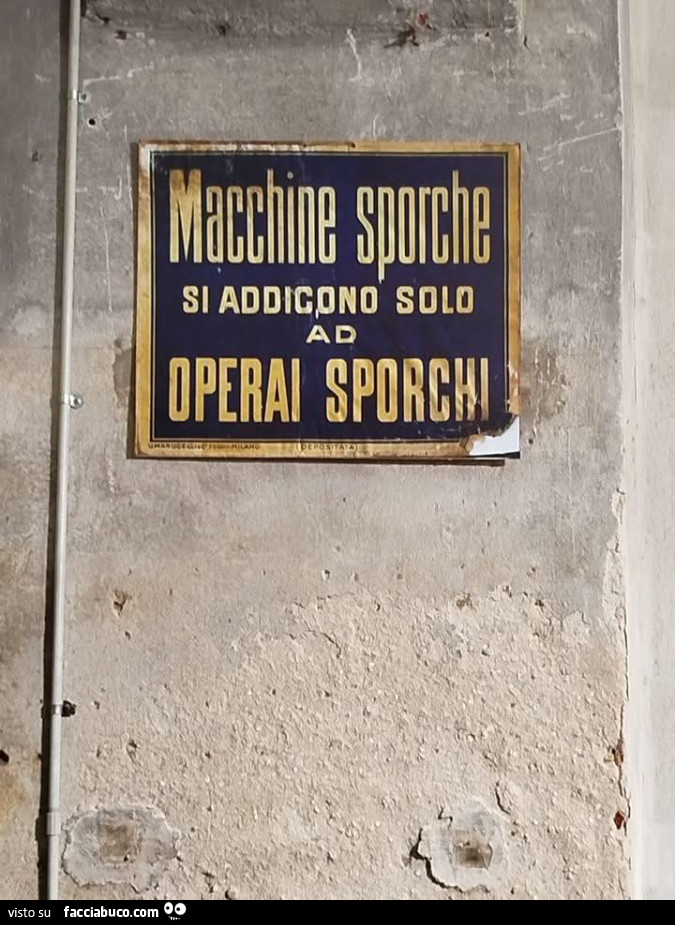 Macchine sporche
SI ADDICONO SOLO
AD
OPERAI SPORCHI
MILANO (DEPOSITATA)
visto su facciabuco.com